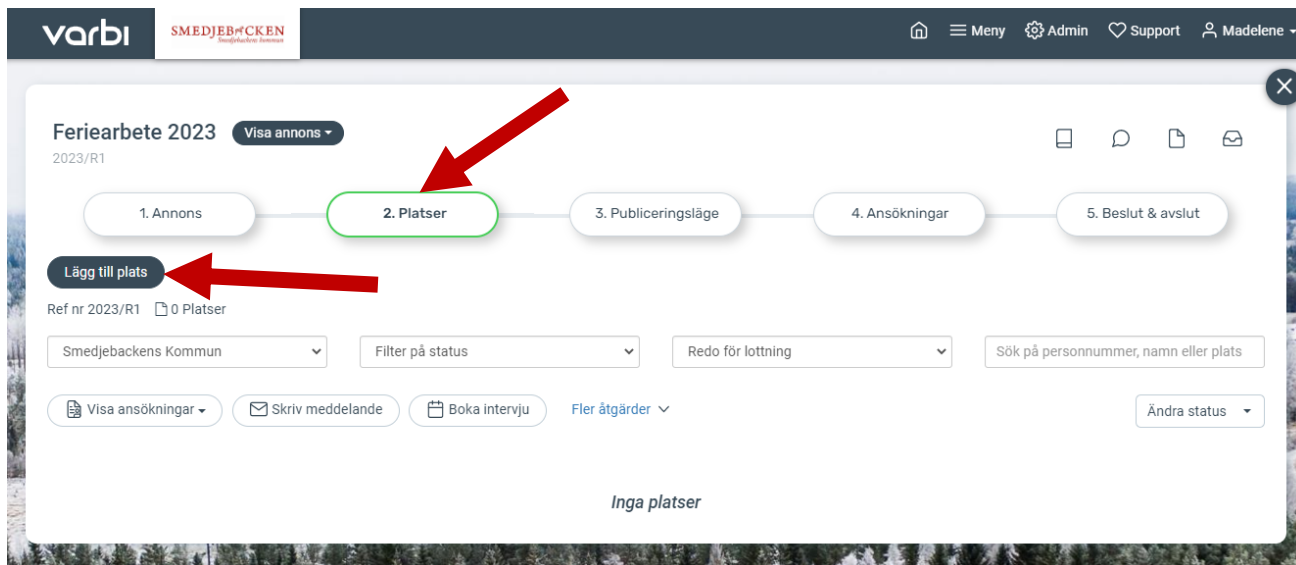 varbi SMEDJEBACKEN Meny Admin Support Madelene
Smedjebackens kommun
Feriearbete 2023 Visa annons
2023/R1
1. Annons 2. Platser 3. Publiceringsläge 4. Ansökningar 5. Beslut & avslut
Lägg till plats
Ref nr 2023/R1 0 Platser
Smedjebackens Kommun Filter på status Redo för lottning Sök på personnummer, namn eller plats
Visa ansökningar Skriv meddelande Boka intervju Fler åtgärder Ändra status
Inga platser